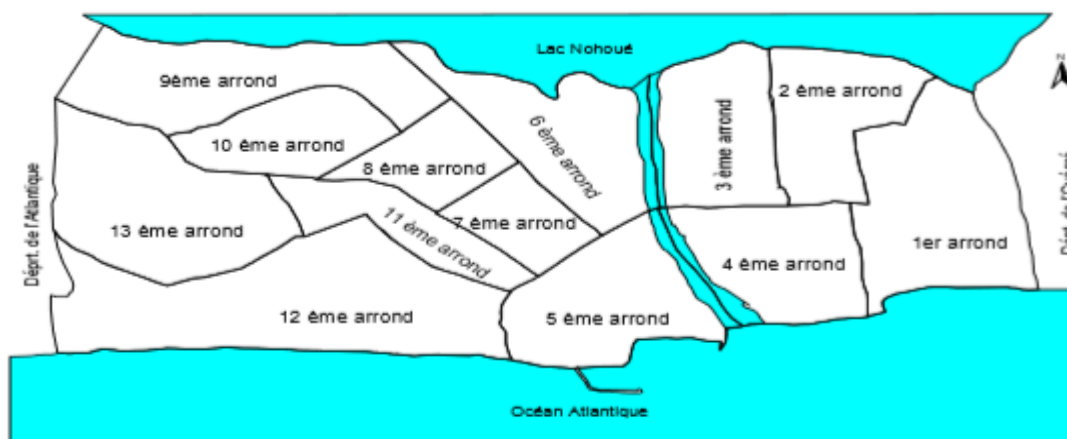 Lac Nohoué
N
9ème arrond
2 ème arrond
10 ème arrond
6 ème arrond
3 ème arrond
8 ème arrond
Déprt. de l'Atlantique
13 ème arrond
11 ème arrond
7 ème arrond
1er arrond
4 ème arrond
12 ème arrond
5 ème arrond
Océan Atlantique